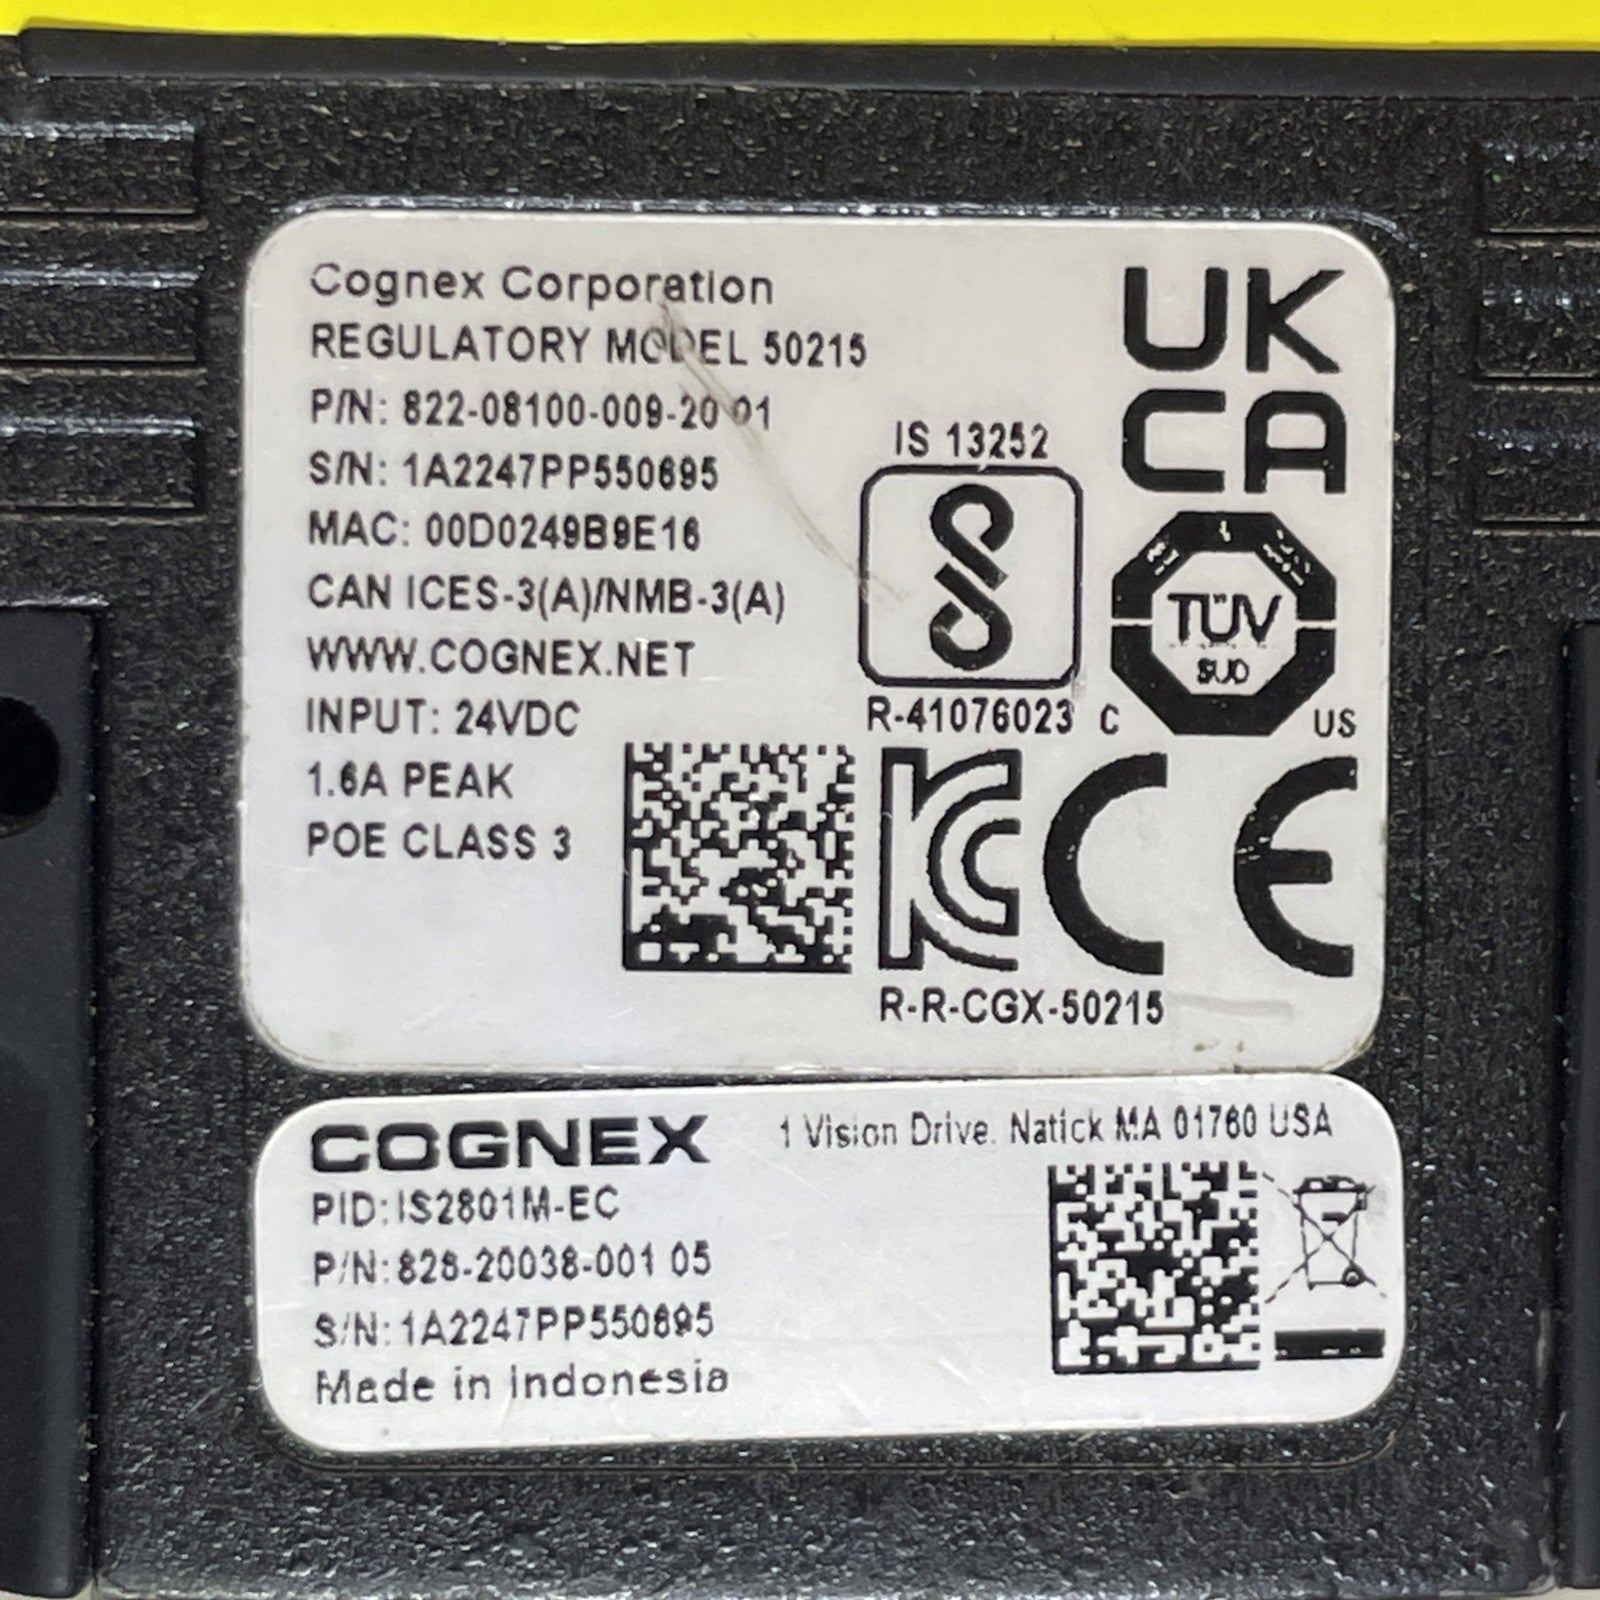 Cognex Corporation
REGULATORY MODEL 50215
P/N: 822-08100-009-20 01
S/N: 1A2247PP550695
MAC: 00D0249B9E16
CAN ICES-3(A)/NMB-3(A)
WWW.COGNEX.NET
INPUT: 24VDC
1.6A PEAK
POE CLASS 3
IS 13252
R-41076023
UK
CA
TÜV
SUD
C US
CE
R-R-CGX-50215
COGNEX
1 Vision Drive. Natick MA 01760 USA
PID: IS2801M-EC
P/N: 828-20038-001 05
S/N: 1A2247PP550695
Made in Indonesia